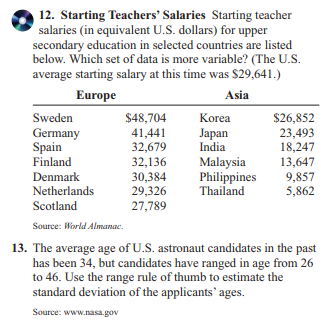 12. Starting Teachers’ Salaries Starting teacher
salaries (in equivalent U.S. dollars) for upper
secondary education in selected countries are listed
below. Which set of data is more variable? (The U.S.
average starting salary at this time was $29,641.)
Europe Asia
Sweden $48,704 Korea $26,852
Germany 41,441 Japan 23,493
Spain 32,679 India 18,247
Finland 32,136 Malaysia 13,647
Denmark 30,384 Philippines 9,857
Netherlands 29,326 Thailand 5,862
Scotland 27,789
Source: World Almanac.
13. The average age of U.S. astronaut candidates in the past
has been 34, but candidates have ranged in age from 26
to 46. Use the range rule of thumb to estimate the
standard deviation of the applicants’ ages.
Source: www.nasa.gov